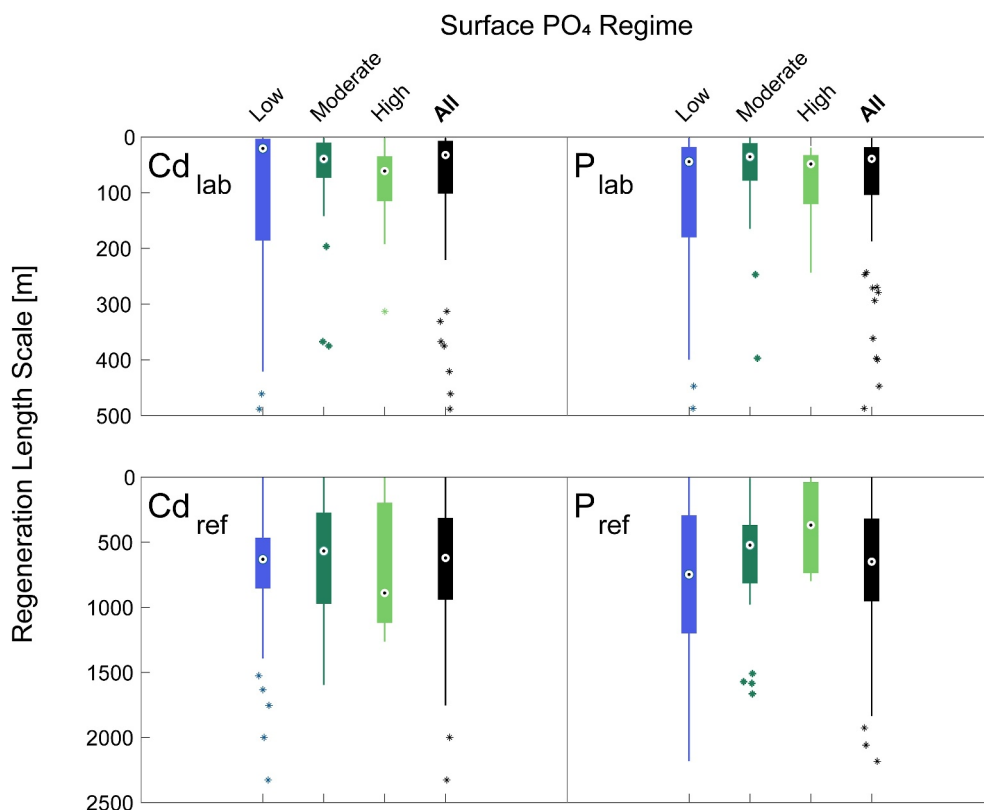 Surface PO₄ Regime
Low Moderate High All Low Moderate High All
Regeneration Length Scale [m]
0
100
200
300
400
500
Cd lab
P lab
0
500
1000
1500
2000
2500
Cd ref
P ref